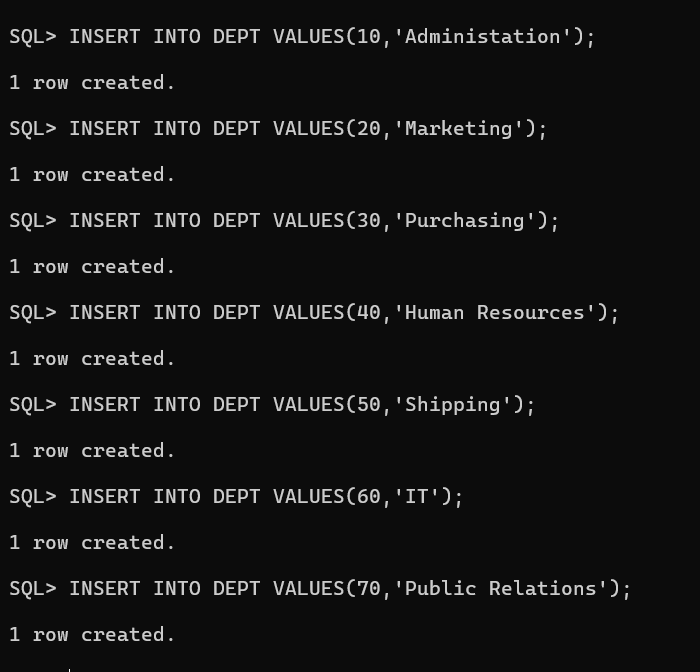 SQL> INSERT INTO DEPT VALUES(10,'Administation');
1 row created.
SQL> INSERT INTO DEPT VALUES(20,'Marketing');
1 row created.
SQL> INSERT INTO DEPT VALUES(30,'Purchasing');
1 row created.
SQL> INSERT INTO DEPT VALUES(40,'Human Resources');
1 row created.
SQL> INSERT INTO DEPT VALUES(50,'Shipping');
1 row created.
SQL> INSERT INTO DEPT VALUES(60,'IT');
1 row created.
SQL> INSERT INTO DEPT VALUES(70,'Public Relations');
1 row created.